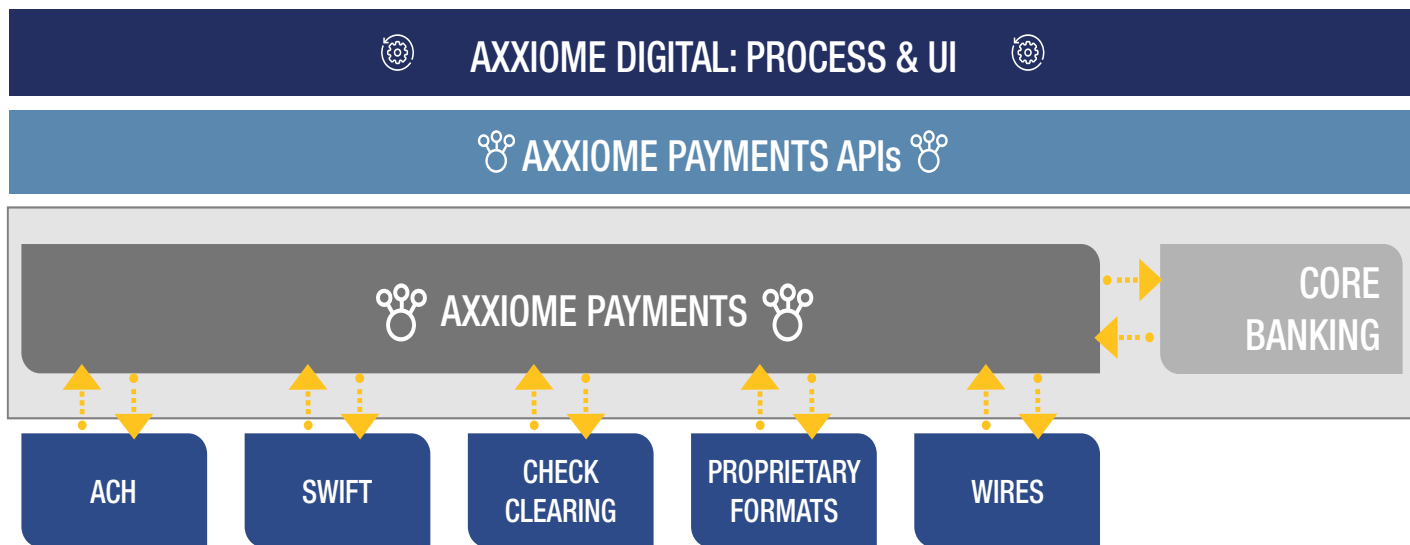 AXXIOME DIGITAL: PROCESS & UI
AXXIOME PAYMENTS APIs
AXXIOME PAYMENTS
CORE
BANKING
ACH
SWIFT
CHECK
CLEARING
PROPRIETARY
FORMATS
WIRES